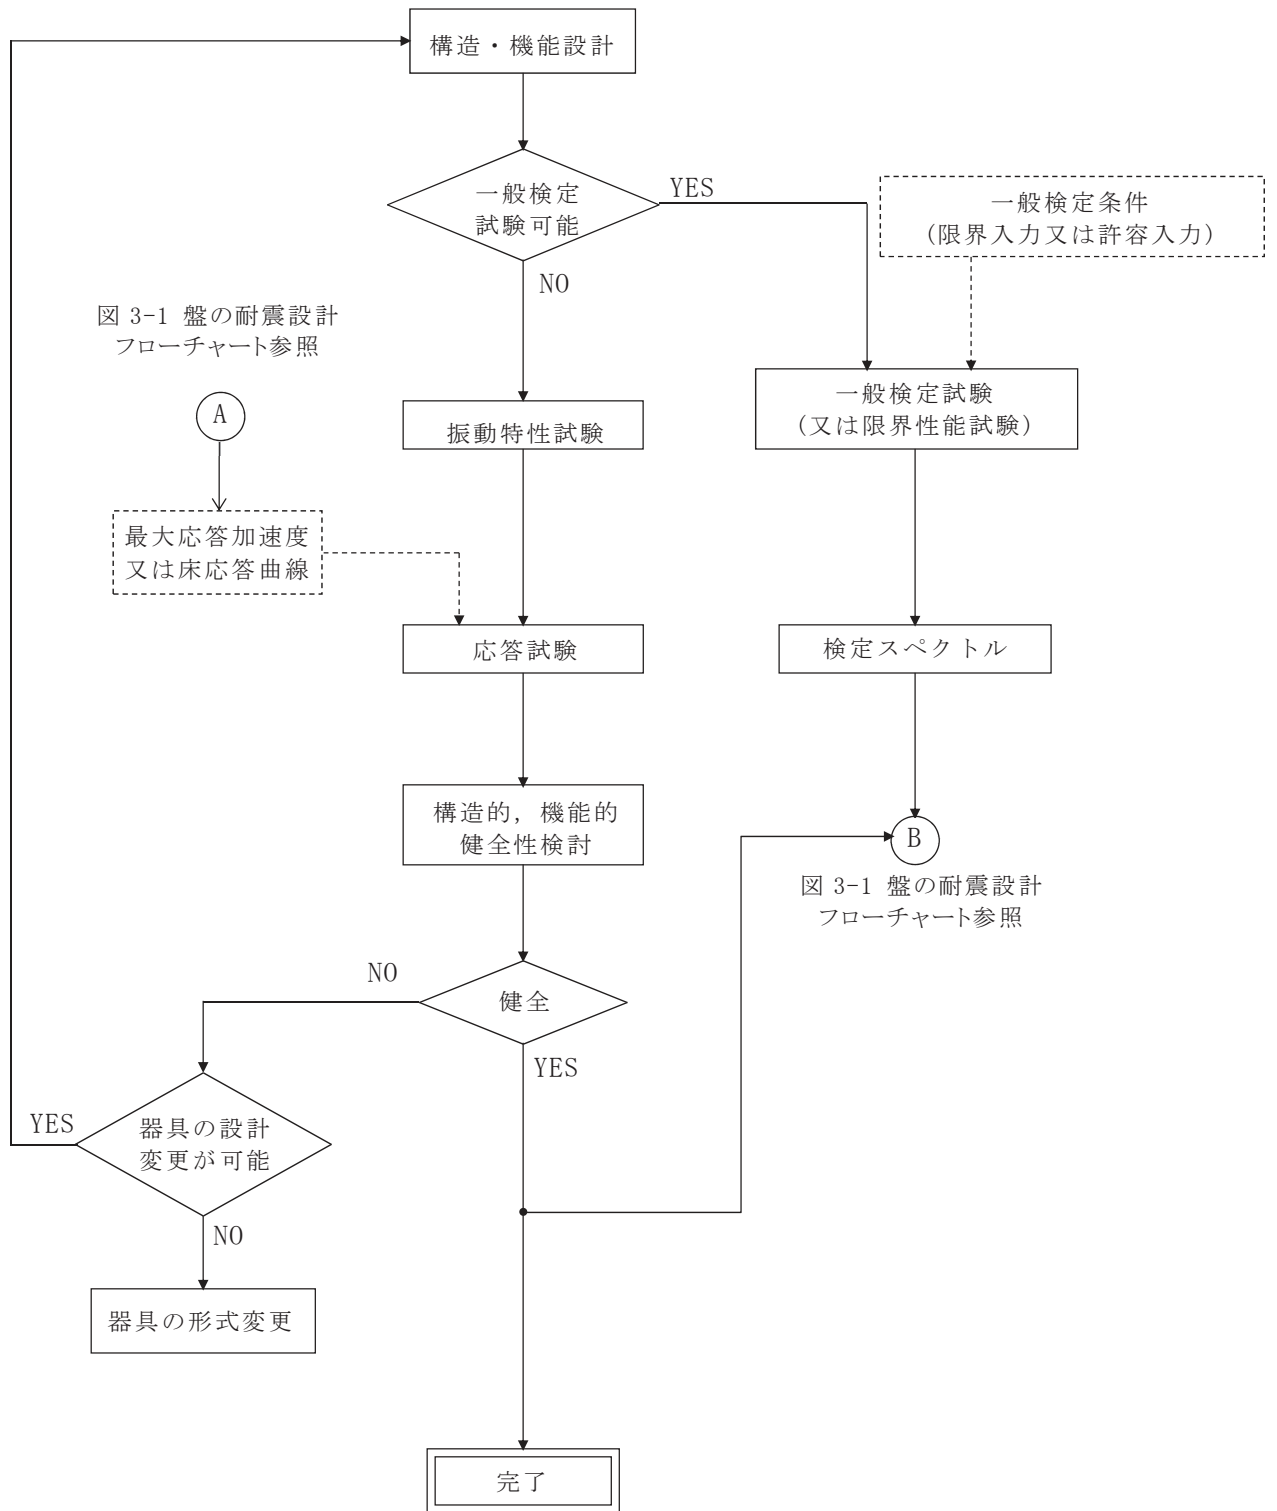 構造・機能設計
一般検定
試験可能
YES
一般検定条件
(限界入力又は許容入力)
NO
図 3-1 盤の耐震設計
フローチャート参照
A
一般検定試験
(又は限界性能試験)
振動特性試験
最大応答加速度
又は床応答曲線
応答試験
検定スペクトル
構造的, 機能的
健全性検討
B
図 3-1 盤の耐震設計
フローチャート参照
NO
健全
YES
YES
器具の設計
変更が可能
NO
器具の形式変更
完了